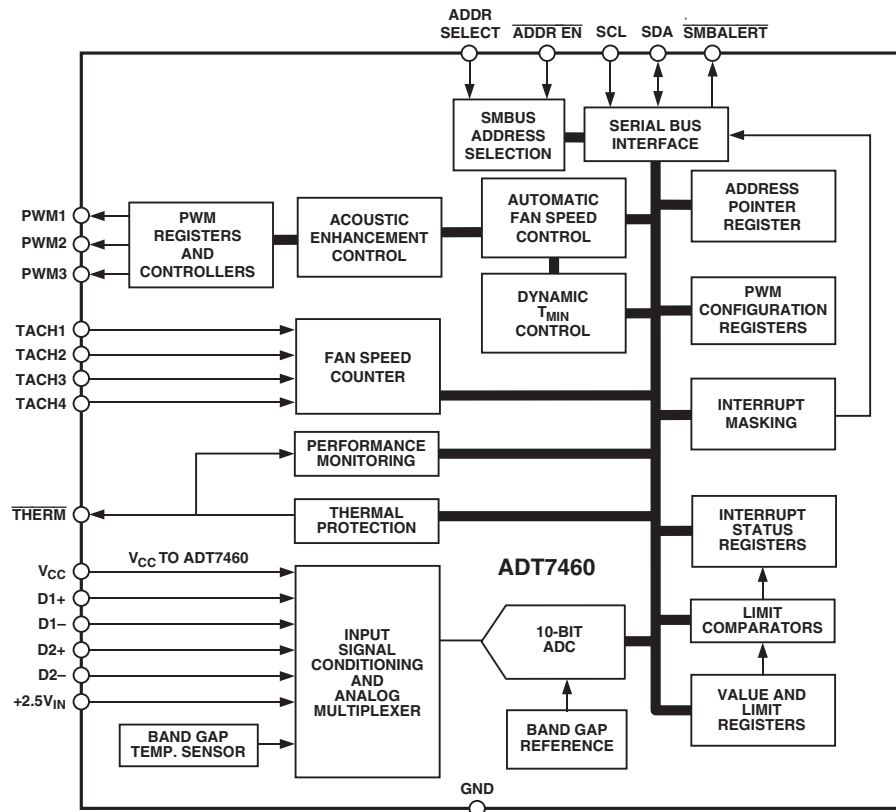 ADDR
SELECT
ADDR EN
SCL
SDA
SMBALERT
SMBUS
ADDRESS
SELECTION
SERIAL BUS
INTERFACE
PWM1
PWM2
PWM3
PWM
REGISTERS
AND
CONTROLLERS
ACOUSTIC
ENHANCEMENT
CONTROL
AUTOMATIC
FAN SPEED
CONTROL
ADDRESS
POINTER
REGISTER
DYNAMIC
TMIN
CONTROL
PWM
CONFIGURATION
REGISTERS
TACH1
TACH2
TACH3
TACH4
FAN SPEED
COUNTER
INTERRUPT
MASKING
PERFORMANCE
MONITORING
THERM
THERMAL
PROTECTION
INTERRUPT
STATUS
REGISTERS
VCC
VCC TO ADT7460
ADT7460
D1+
D1–
D2+
D2–
+2.5VIN
INPUT
SIGNAL
CONDITIONING
AND
ANALOG
MULTIPLEXER
10-BIT
ADC
LIMIT
COMPARATORS
VALUE AND
LIMIT
REGISTERS
BAND GAP
TEMP. SENSOR
BAND GAP
REFERENCE
GND